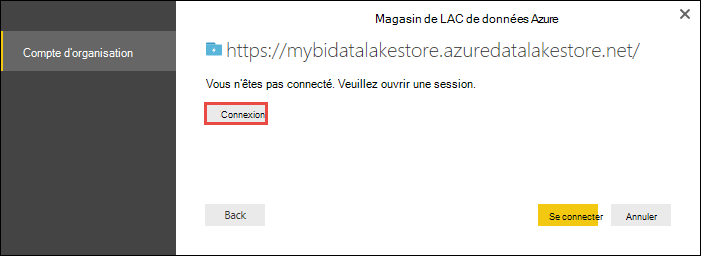 Magasin de LAC de données Azure
Compte d'organisation
https://mybidatalakestore.azuredatalakestore.net/
Vous n'êtes pas connecté. Veuillez ouvrir une session.
Connexion
Back
Se connecter
Annuler